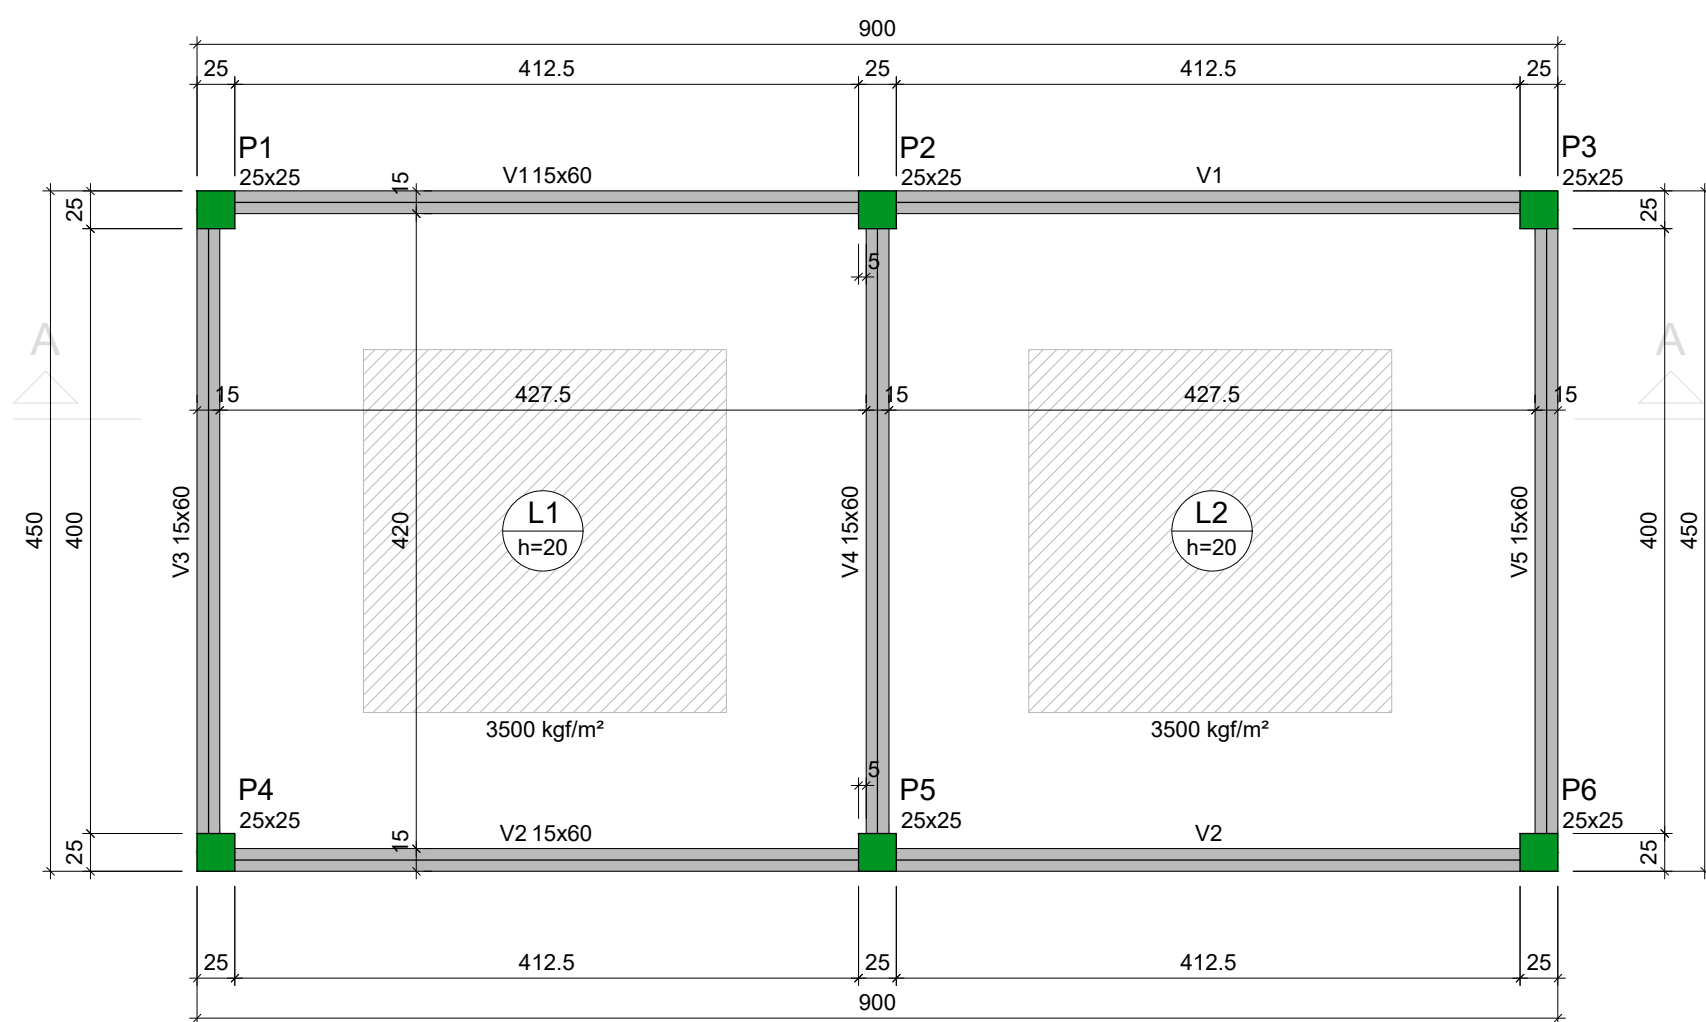 900
25 412.5 25 412.5 25
P1 P2 P3
25x25 V115x60 25x25 V1 25x25
15
25 25
5
A A
15 427.5 15 427.5 15
450 400 V3 15x60 420 L1 V4 15x60 L2 V5 15x60 400 450
h=20 h=20
3500 kgf/m² 3500 kgf/m²
5
P4 P5 P6
25x25 V2 15x60 25x25 V2 25x25
25 15 25
25 412.5 25 412.5 25
900